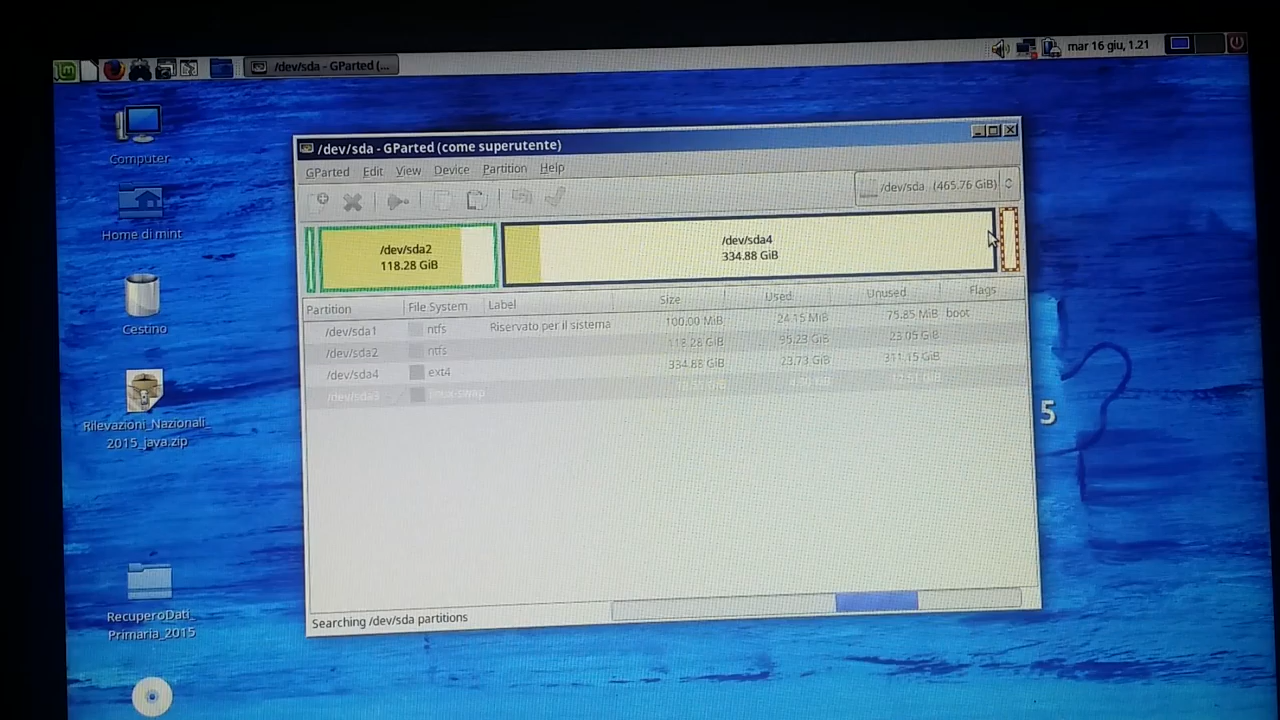 /dev/sda - GParted (...
mar 16 giu, 1.21
/dev/sda - GParted (come superutente)
GParted Edit View Device Partition Help
/dev/sda (465.76 GiB)
/dev/sda2
118.28 GiB
/dev/sda4
334.88 GiB
Partition File System Label Size Used Unused Flags
/dev/sda1 ntfs Riservato per il sistema 100.00 MiB 24.15 MiB 75.85 MiB boot
/dev/sda2 ntfs 118.28 GiB 95.23 GiB 23.05 GiB
/dev/sda4 ext4 334.88 GiB 23.73 GiB 311.15 GiB
/dev/sda3 linux-swap
Searching /dev/sda partitions
Computer
Home di mint
Cestino
Rilevazioni_Nazionali_
2015_java.zip
RecuperoDati_
Primaria_2015
5